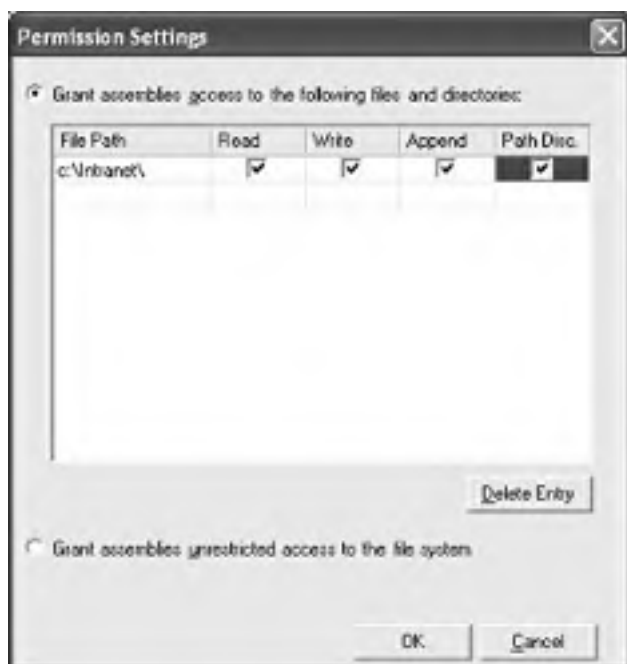 Permission Settings
Grant assemblies access to the following files and directories:
File Path Read Write Append Path Disc.
c:\Intranet\
Delete Entry
Grant assemblies unrestricted access to the file system
OK Cancel